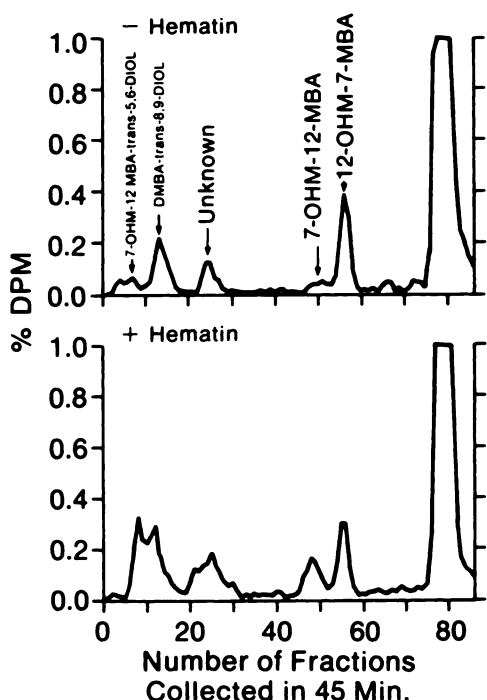 − Hematin
7-OHM-12 MBA-trans-5.6-DIOL
DMBA-trans-8.9-DIOL
Unknown
7-OHM-12-MBA
12-OHM-7-MBA
1.0
0.8
0.6
0.4
0.2
0.0
% DPM
+ Hematin
1.0
0.8
0.6
0.4
0.2
0.0
0 20 40 60 80
Number of Fractions
Collected in 45 Min.